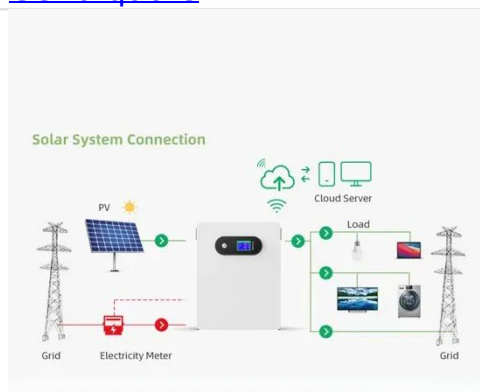 Solar System Connection
Cloud Server
PV
Load
Grid
Electricity Meter
Grid